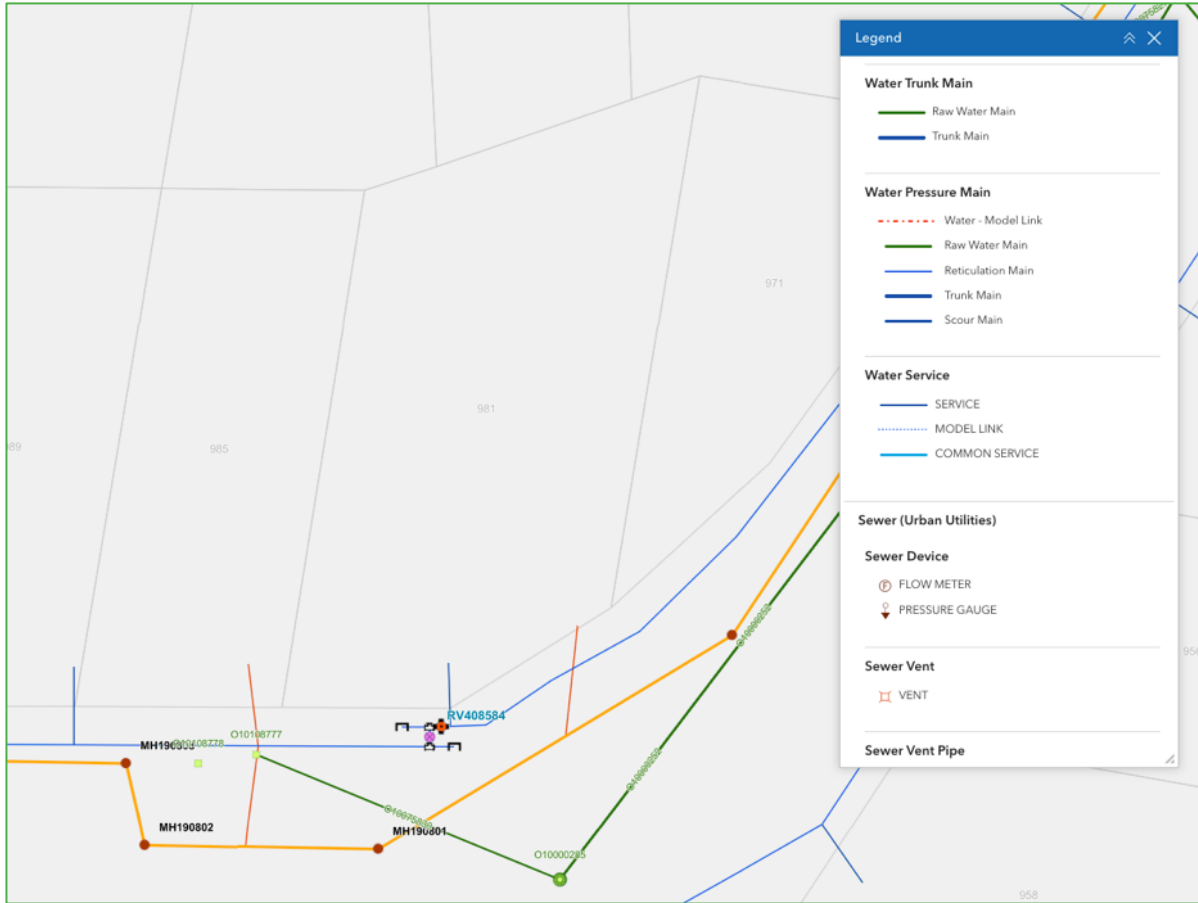 Legend
Water Trunk Main
Raw Water Main
Trunk Main
Water Pressure Main
Water - Model Link
Raw Water Main
Reticulation Main
Trunk Main
Scour Main
Water Service
SERVICE
MODEL LINK
COMMON SERVICE
Sewer (Urban Utilities)
Sewer Device
FLOW METER
PRESSURE GAUGE
Sewer Vent
VENT
Sewer Vent Pipe
971
981
985
RV408584
O10108777
MH190802
MH190801
O10000285
958